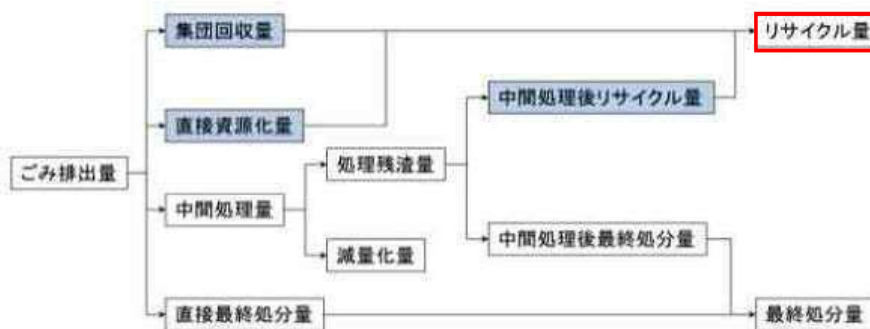 集団回収量
リサイクル量
中間処理後リサイクル量
直接資源化量
処理残渣量
ごみ排出量
中間処理量
中間処理後最終処分量
減量化量
直接最終処分量
最終処分量